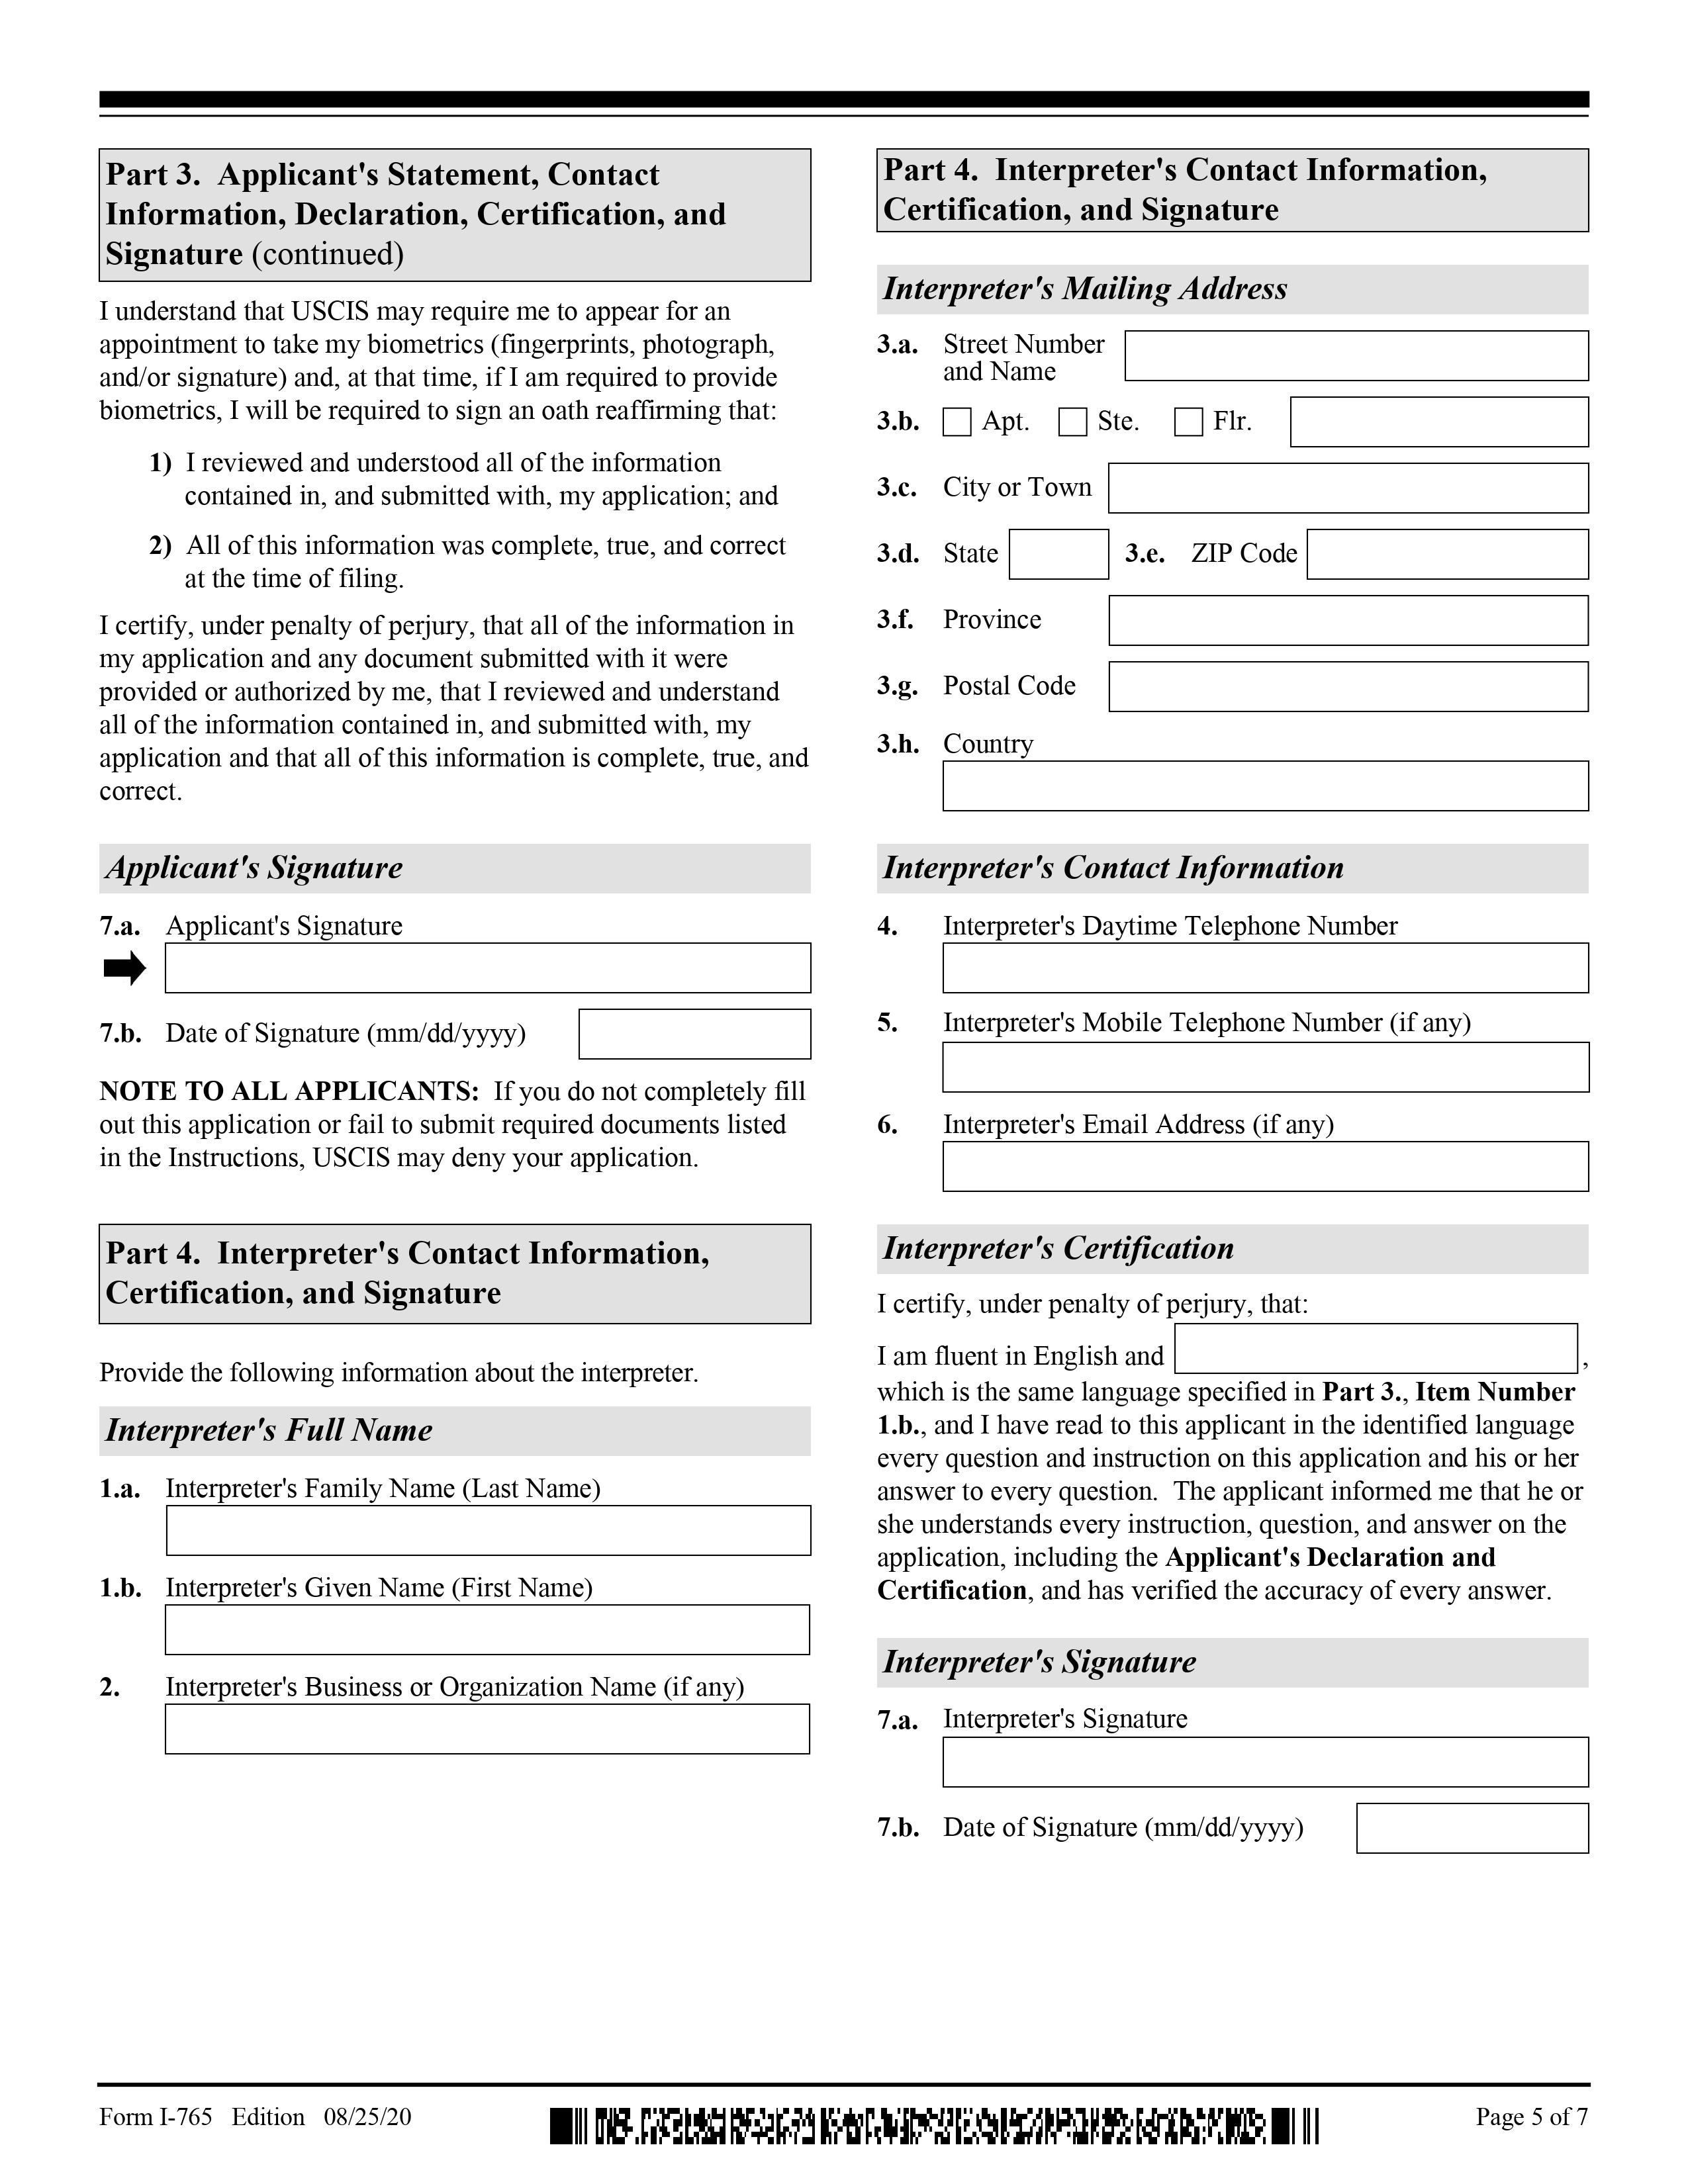 Part 3.  Applicant's Statement, Contact
Information, Declaration, Certification, and
Signature (continued)
I understand that USCIS may require me to appear for an
appointment to take my biometrics (fingerprints, photograph,
and/or signature) and, at that time, if I am required to provide
biometrics, I will be required to sign an oath reaffirming that:
1) I reviewed and understood all of the information
contained in, and submitted with, my application; and
2) All of this information was complete, true, and correct
at the time of filing.
I certify, under penalty of perjury, that all of the information in
my application and any document submitted with it were
provided or authorized by me, that I reviewed and understand
all of the information contained in, and submitted with, my
application and that all of this information is complete, true, and
correct.
Applicant's Signature
7.a. Applicant's Signature
7.b. Date of Signature (mm/dd/yyyy)
NOTE TO ALL APPLICANTS:  If you do not completely fill
out this application or fail to submit required documents listed
in the Instructions, USCIS may deny your application.
Part 4.  Interpreter's Contact Information,
Certification, and Signature
Provide the following information about the interpreter.
Interpreter's Full Name
1.a. Interpreter's Family Name (Last Name)
1.b. Interpreter's Given Name (First Name)
2. Interpreter's Business or Organization Name (if any)
Part 4.  Interpreter's Contact Information,
Certification, and Signature
Interpreter's Mailing Address
3.a. Street Number
and Name
3.b. Apt. Ste. Flr.
3.c. City or Town
3.d. State 3.e. ZIP Code
3.f. Province
3.g. Postal Code
3.h. Country
Interpreter's Contact Information
4. Interpreter's Daytime Telephone Number
5. Interpreter's Mobile Telephone Number (if any)
6. Interpreter's Email Address (if any)
Interpreter's Certification
I certify, under penalty of perjury, that:
I am fluent in English and ,
which is the same language specified in Part 3., Item Number
1.b., and I have read to this applicant in the identified language
every question and instruction on this application and his or her
answer to every question.  The applicant informed me that he or
she understands every instruction, question, and answer on the
application, including the Applicant's Declaration and
Certification, and has verified the accuracy of every answer.
Interpreter's Signature
7.a. Interpreter's Signature
7.b. Date of Signature (mm/dd/yyyy)
Form I-765 Edition 08/25/20
Page 5 of 7